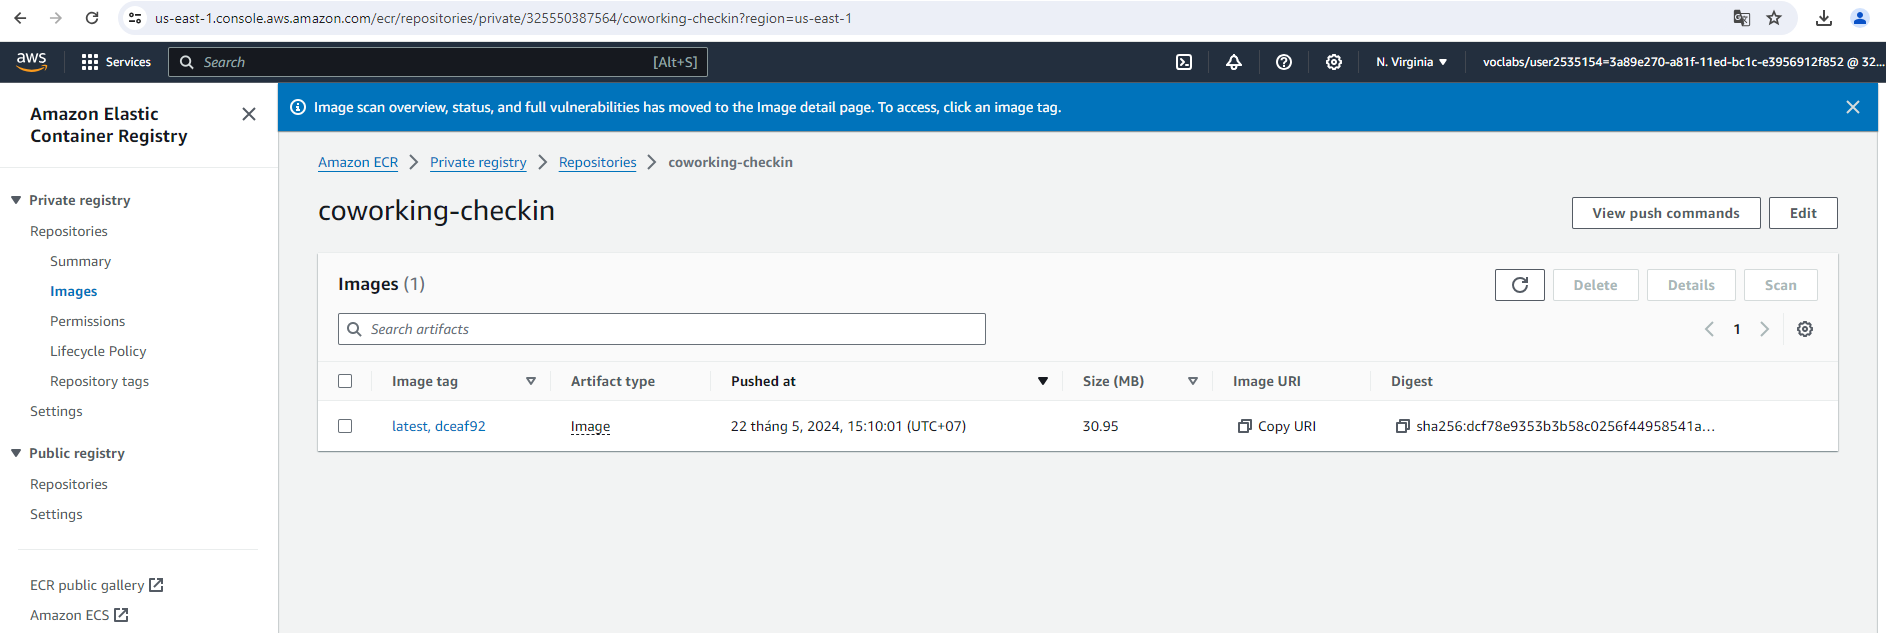 us-east-1.console.aws.amazon.com/ecr/repositories/private/325550387564/coworking-checkin?region=us-east-1
aws Services Search [Alt+S] N. Virginia voclabs/user2535154=3a89e270-a81f-11ed-bc1c-e3956912f852 @ 32...
Amazon Elastic
Container Registry
Private registry
Repositories
Summary
Images
Permissions
Lifecycle Policy
Repository tags
Settings
Public registry
Repositories
Settings
ECR public gallery
Amazon ECS
Image scan overview, status, and full vulnerabilities has moved to the Image detail page. To access, click an image tag.
Amazon ECR Private registry Repositories coworking-checkin
coworking-checkin
View push commands Edit
Images (1)
Delete Details Scan
Search artifacts
1
Image tag Artifact type Pushed at Size (MB) Image URI Digest
latest, dceaf92 Image 22 tháng 5, 2024, 15:10:01 (UTC+07) 30.95 Copy URI sha256:dcf78e9353b3b58c0256f44958541a...